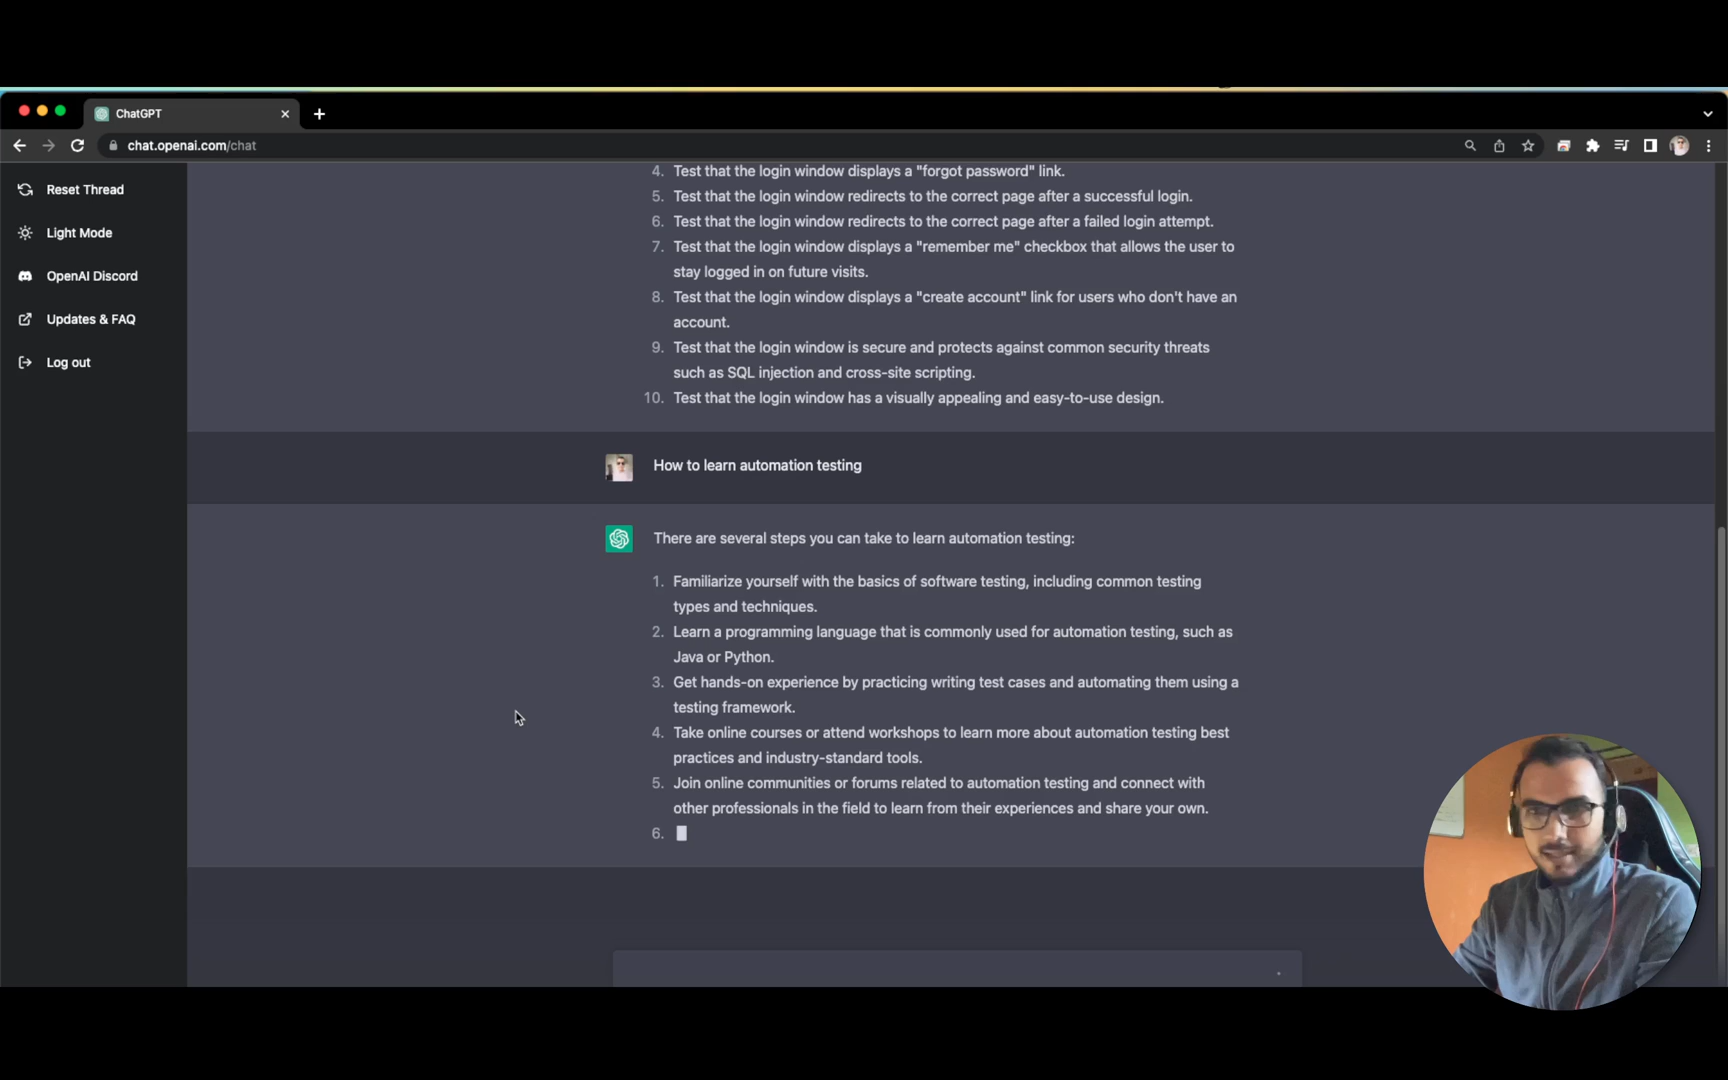 ChatGPT
chat.openai.com/chat
Reset Thread
Light Mode
OpenAI Discord
Updates & FAQ
Log out
4. Test that the login window displays a "forgot password" link.
5. Test that the login window redirects to the correct page after a successful login.
6. Test that the login window redirects to the correct page after a failed login attempt.
7. Test that the login window displays a "remember me" checkbox that allows the user to
stay logged in on future visits.
8. Test that the login window displays a "create account" link for users who don't have an
account.
9. Test that the login window is secure and protects against common security threats
such as SQL injection and cross-site scripting.
10. Test that the login window has a visually appealing and easy-to-use design.
How to learn automation testing
There are several steps you can take to learn automation testing:
1. Familiarize yourself with the basics of software testing, including common testing
types and techniques.
2. Learn a programming language that is commonly used for automation testing, such as
Java or Python.
3. Get hands-on experience by practicing writing test cases and automating them using a
testing framework.
4. Take online courses or attend workshops to learn more about automation testing best
practices and industry-standard tools.
5. Join online communities or forums related to automation testing and connect with
other professionals in the field to learn from their experiences and share your own.
6.